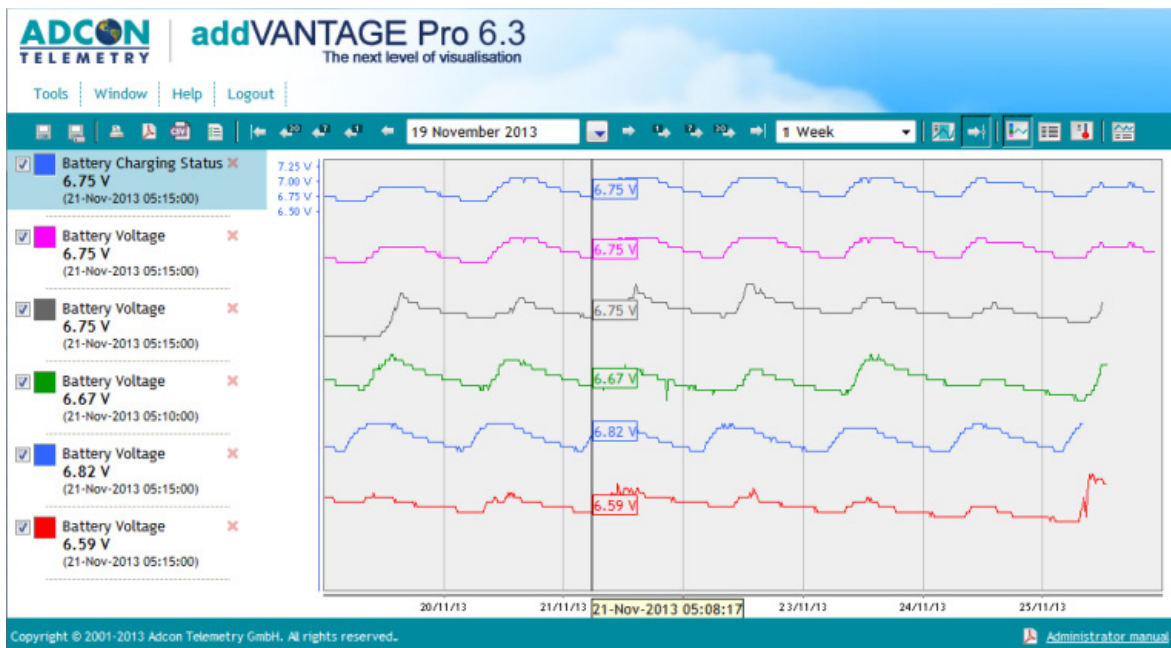 ADCON
TELEMETRY
addVANTAGE Pro 6.3
The next level of visualisation
Tools Window Help Logout
19 November 2013 1 Week
Battery Charging Status
6.75 V
(21-Nov-2013 05:15:00)
Battery Voltage
6.75 V
(21-Nov-2013 05:15:00)
Battery Voltage
6.75 V
(21-Nov-2013 05:15:00)
Battery Voltage
6.67 V
(21-Nov-2013 05:10:00)
Battery Voltage
6.82 V
(21-Nov-2013 05:15:00)
Battery Voltage
6.59 V
(21-Nov-2013 05:15:00)
7.25 V
7.00 V
6.75 V
6.50 V
6.75 V
6.75 V
6.75 V
6.67 V
6.82 V
6.59 V
20/11/13 21/11/13 21-Nov-2013 05:08:17 23/11/13 24/11/13 25/11/13
Copyright © 2001-2013 Adcon Telemetry GmbH. All rights reserved. Administrator manual